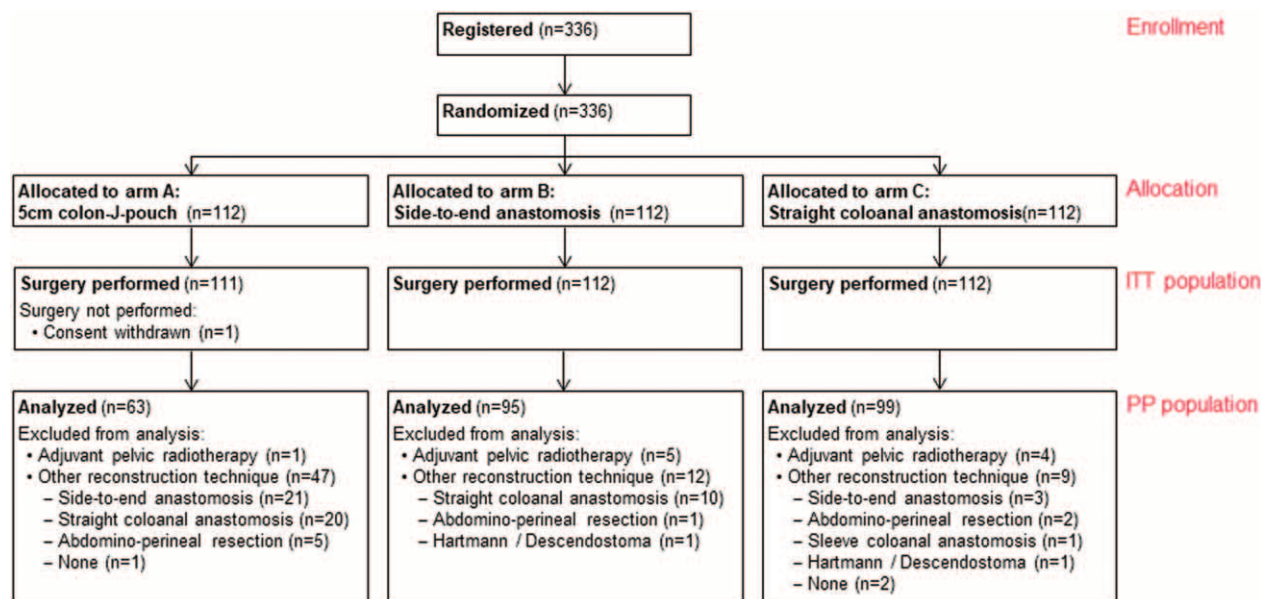 Registered (n=336)
Enrollment
Randomized (n=336)
Allocated to arm A:
5cm colon-J-pouch (n=112)
Allocated to arm B:
Side-to-end anastomosis (n=112)
Allocated to arm C:
Straight coloanal anastomosis(n=112)
Allocation
Surgery performed (n=111)
Surgery not performed:
• Consent withdrawn (n=1)
Surgery performed (n=112)
Surgery performed (n=112)
ITT population
Analyzed (n=63)
Excluded from analysis:
• Adjuvant pelvic radiotherapy (n=1)
• Other reconstruction technique (n=47)
– Side-to-end anastomosis (n=21)
– Straight coloanal anastomosis (n=20)
– Abdomino-perineal resection (n=5)
– None (n=1)
Analyzed (n=95)
Excluded from analysis:
• Adjuvant pelvic radiotherapy (n=5)
• Other reconstruction technique (n=12)
– Straight coloanal anastomosis (n=10)
– Abdomino-perineal resection (n=1)
– Hartmann / Descendostoma (n=1)
Analyzed (n=99)
Excluded from analysis:
• Adjuvant pelvic radiotherapy (n=4)
• Other reconstruction technique (n=9)
– Side-to-end anastomosis (n=3)
– Abdomino-perineal resection (n=2)
– Sleeve coloanal anastomosis (n=1)
– Hartmann / Descendostoma (n=1)
– None (n=2)
PP population